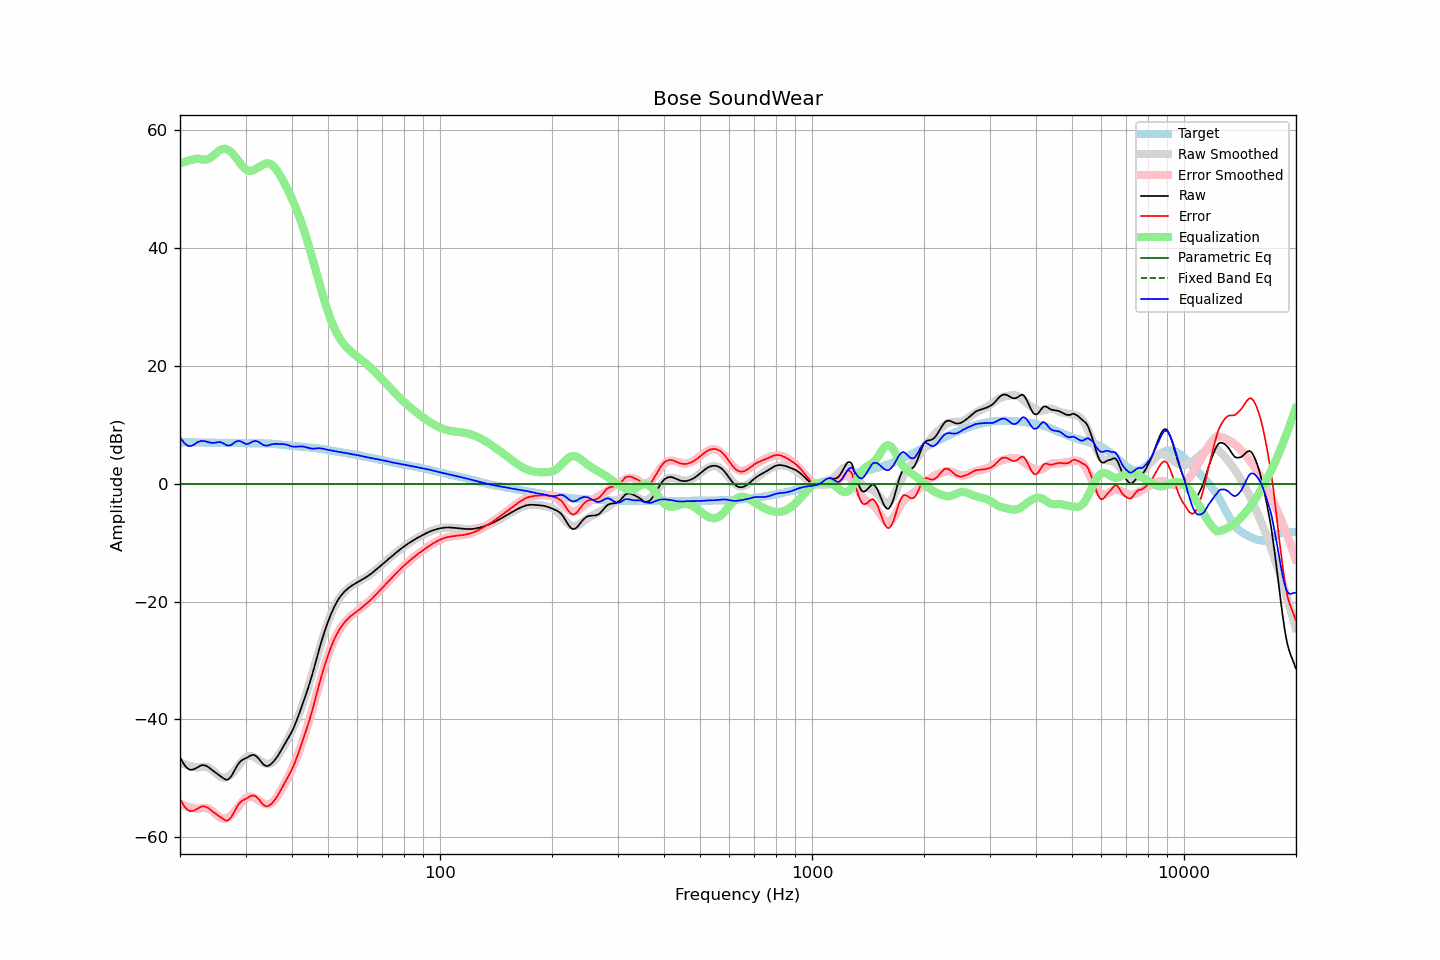 Bose SoundWear
60
40
20
0
−20
−40
−60
Amplitude (dBr)
100
1000
10000
Frequency (Hz)
Target
Raw Smoothed
Error Smoothed
Raw
Error
Equalization
Parametric Eq
Fixed Band Eq
Equalized